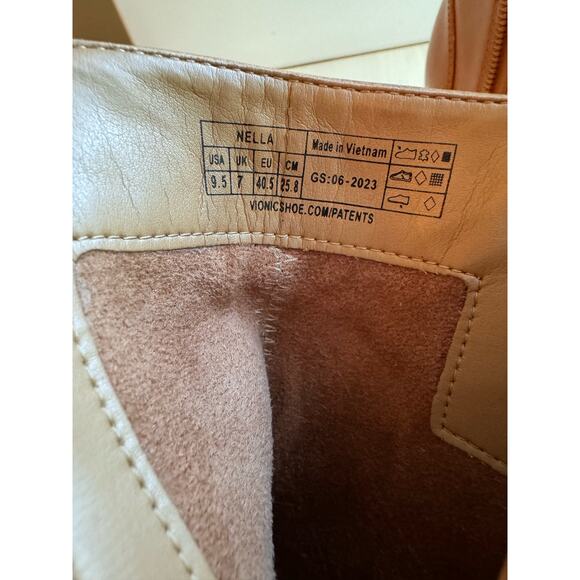 NELLA
Made in Vietnam
USA UK EU CM
9.5 7 40.5 25.8
GS:06-2023
VIONICSHOE.COM/PATENTS